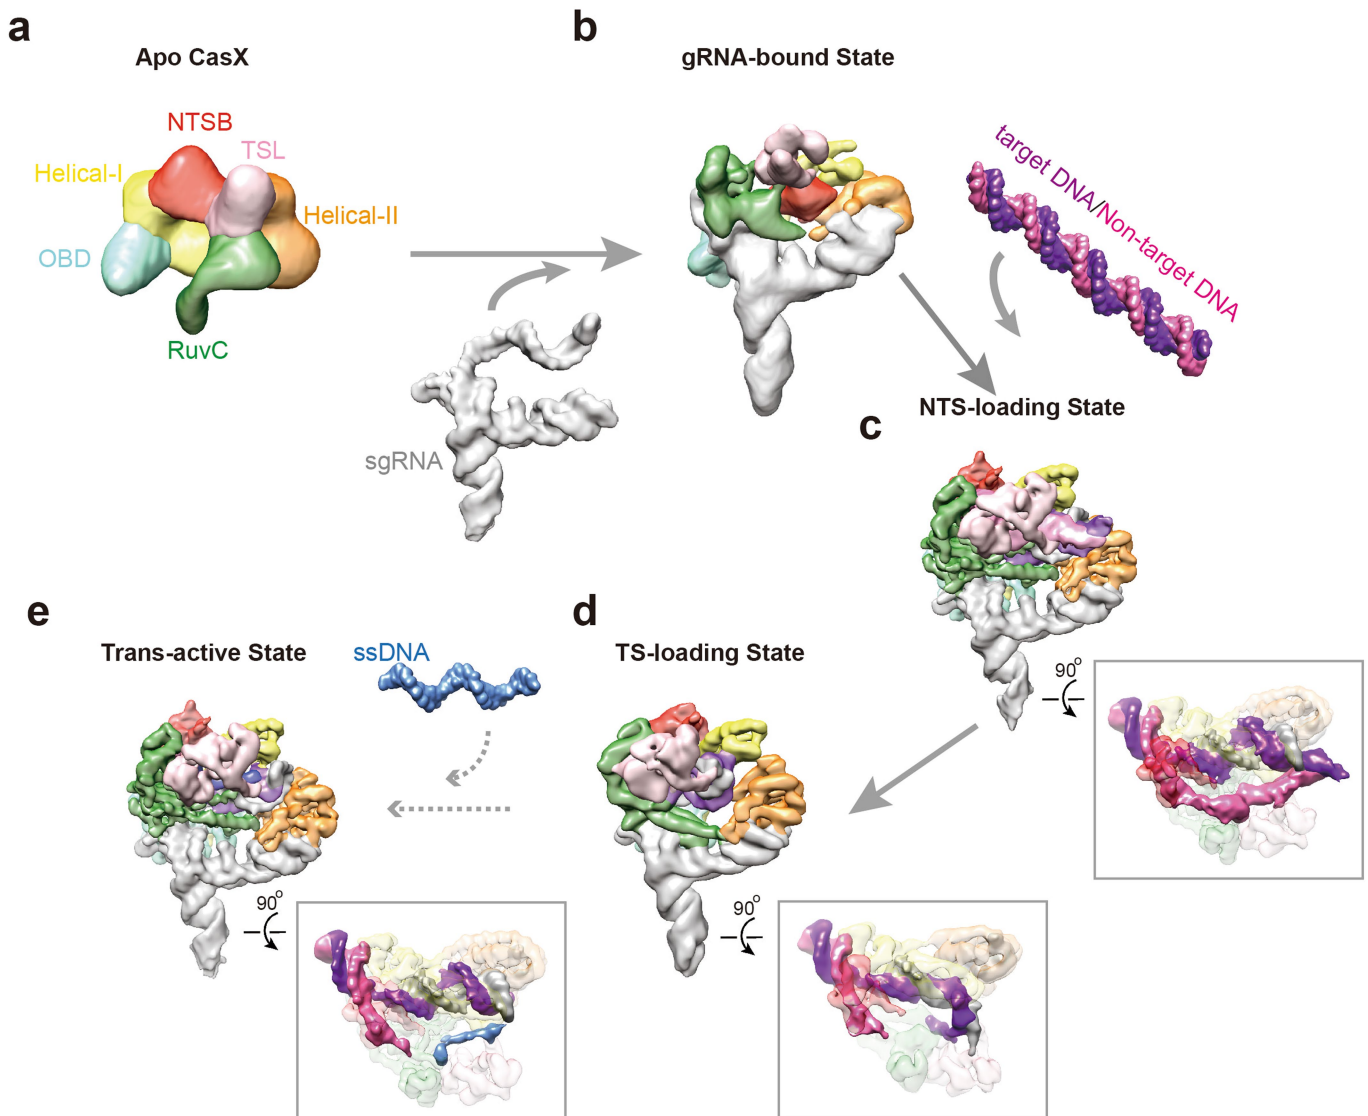 a
Apo CasX
NTSB
TSL
Helical-I
Helical-II
OBD
RuvC
sgRNA
b
gRNA-bound State
target DNA/Non-target DNA
c
NTS-loading State
90°
d
TS-loading State
90°
e
Trans-active State
ssDNA
90°